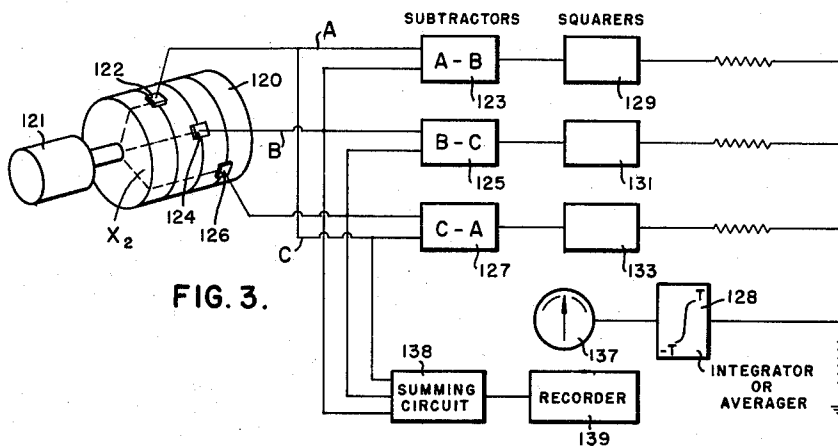 SUBTRACTORS SQUARERS
A
122
120
A-B
121
123
129
B
B-C
124
125
131
126
X2
C
C-A
127
133
FIG. 3.
128
T
-T
137
138
INTEGRATOR
OR
AVERAGER
SUMMING
CIRCUIT
RECORDER
139